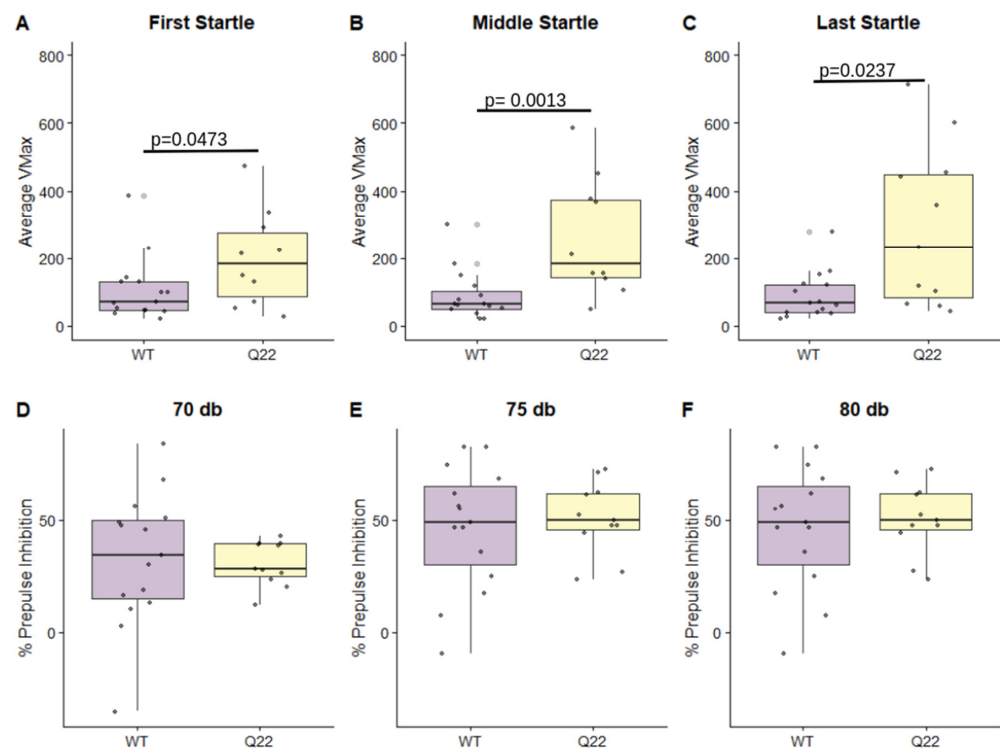 A First Startle
B Middle Startle
C Last Startle
Average VMax
800
600
400
200
0
p=0.0473
WT Q22
Average VMax
800
600
400
200
0
p= 0.0013
WT Q22
Average VMax
800
600
400
200
0
p=0.0237
WT Q22
D 70 db
E 75 db
F 80 db
% Prepulse Inhibition
50
0
WT Q22
% Prepulse Inhibition
50
0
WT Q22
% Prepulse Inhibition
50
0
WT Q22